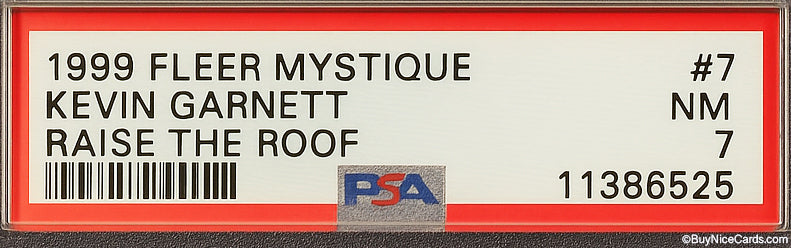 1999 FLEER MYSTIQUE #7
KEVIN GARNETT NM
RAISE THE ROOF 7
PSA 11386525
©BuyNiceCards.com